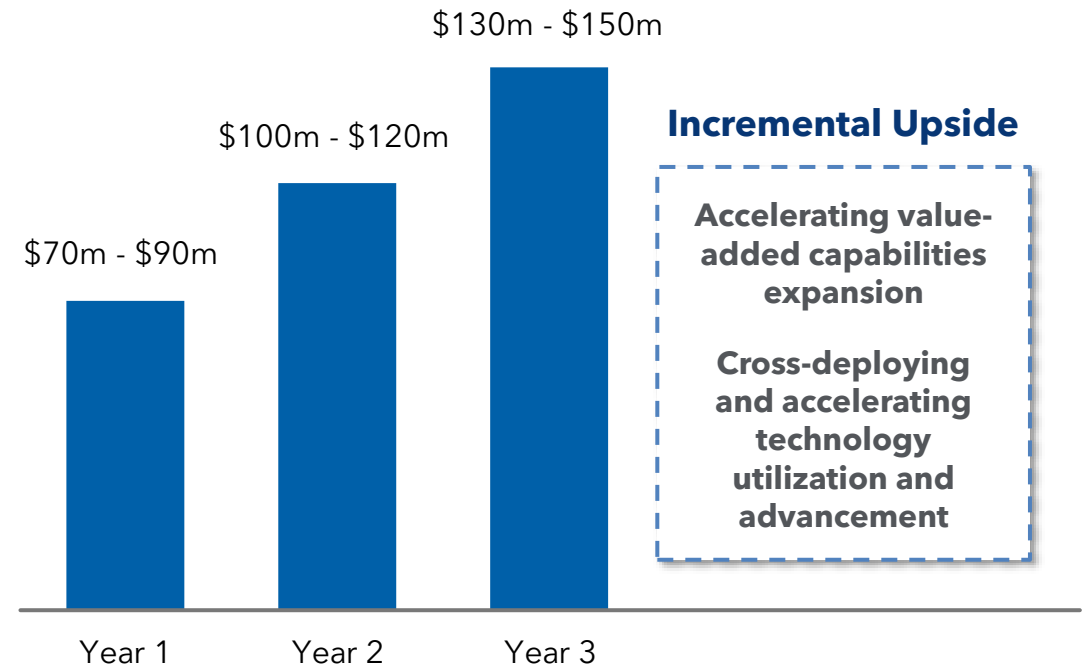 $130m - $150m
$100m - $120m
$70m - $90m
Incremental Upside
Accelerating value-
added capabilities
expansion
Cross-deploying
and accelerating
technology
utilization and
advancement
Year 1
Year 2
Year 3